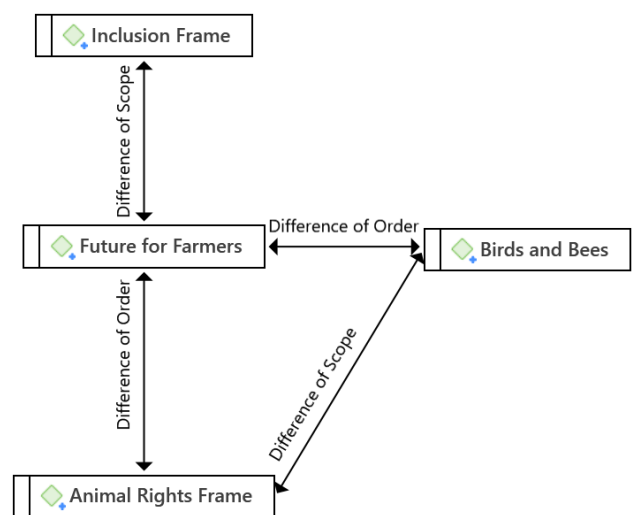 Inclusion Frame
Difference of Scope
Future for Farmers
Difference of Order
Birds and Bees
Difference of Order
Difference of Scope
Animal Rights Frame